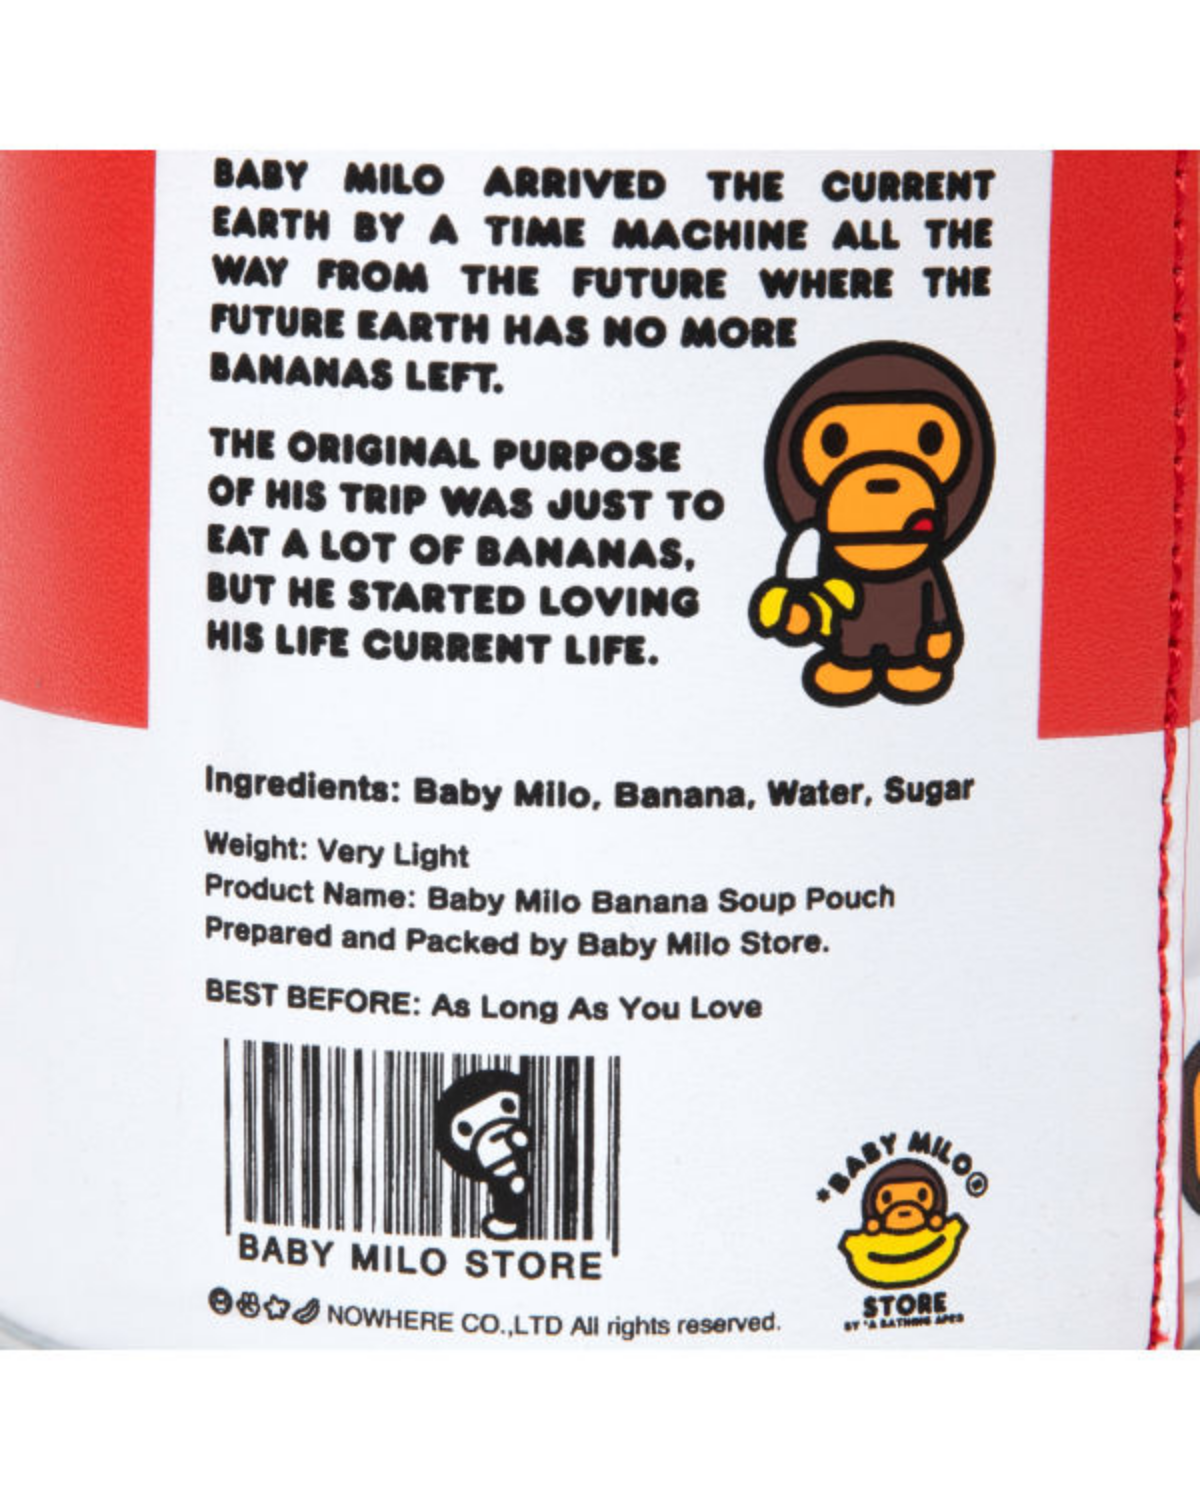 BABY MILO ARRIVED THE CURRENT
EARTH BY A TIME MACHINE ALL THE
WAY FROM THE FUTURE WHERE THE
FUTURE EARTH HAS NO MORE
BANANAS LEFT.
THE ORIGINAL PURPOSE
OF HIS TRIP WAS JUST TO
EAT A LOT OF BANANAS,
BUT HE STARTED LOVING
HIS LIFE CURRENT LIFE.
Ingredients: Baby Milo, Banana, Water, Sugar
Weight: Very Light
Product Name: Baby Milo Banana Soup Pouch
Prepared and Packed by Baby Milo Store.
BEST BEFORE: As Long As You Love
BABY MILO STORE
NOWHERE CO.,LTD All rights reserved.
*BABY MILO®
STORE
BY *A BATHING APE®